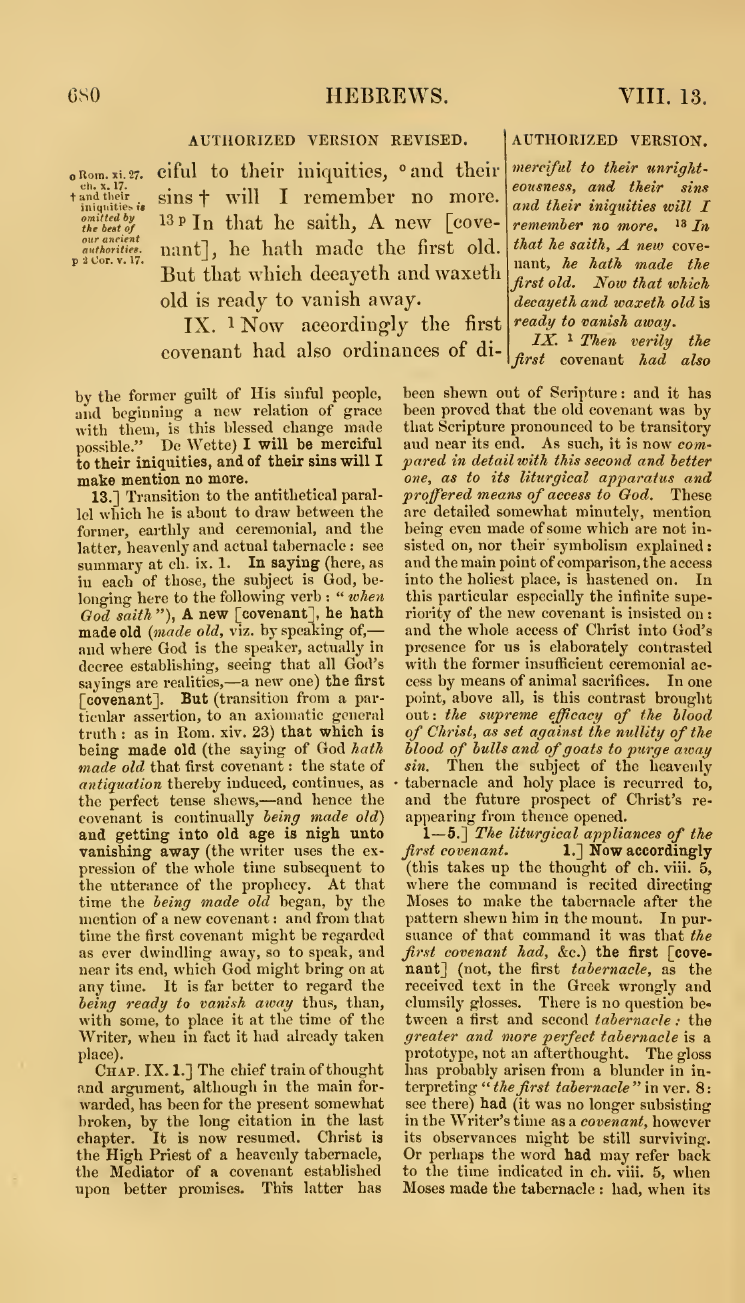 680
HEBREWS.
VIII. 13.
AUTHORIZED VERSION REVISED.
o Rom. xi. 27.
ch. x. 17.
† and their
iniquities is
omitted by
the best of
our ancient
authorities.
p 2 Cor. v. 17.
ciful to their iniquities, o and their
sins † will I remember no more.
13 p In that he saith, A new [cove-
nant], he hath made the first old.
But that which decayeth and waxeth
old is ready to vanish away.
IX. 1 Now accordingly the first
covenant had also ordinances of di-
AUTHORIZED VERSION.
merciful to their unright-
eousness, and their sins
and their iniquities will I
remember no more. 13 In
that he saith, A new cove-
nant, he hath made the
first old. Now that which
decayeth and waxeth old is
ready to vanish away.
IX. 1 Then verily the
first covenant had also
by the former guilt of His sinful people,
and beginning a new relation of grace
with them, is this blessed change made
possible.” De Wette) I will be merciful
to their iniquities, and of their sins will I
make mention no more.
13.] Transition to the antithetical paral-
lel which he is about to draw between the
former, earthly and ceremonial, and the
latter, heavenly and actual tabernacle : see
summary at ch. ix. 1. In saying (here, as
in each of those, the subject is God, be-
longing here to the following verb : “ when
God saith ”), A new [covenant], he hath
made old (made old, viz. by speaking of,—
and where God is the speaker, actually in
decree establishing, seeing that all God’s
sayings are realities,—a new one) the first
[covenant]. But (transition from a par-
ticular assertion, to an axiomatic general
truth : as in Rom. xiv. 23) that which is
being made old (the saying of God hath
made old that first covenant : the state of
antiquation thereby induced, continues, as
the perfect tense shews,—and hence the
covenant is continually being made old)
and getting into old age is nigh unto
vanishing away (the writer uses the ex-
pression of the whole time subsequent to
the utterance of the prophecy. At that
time the being made old began, by the
mention of a new covenant : and from that
time the first covenant might be regarded
as ever dwindling away, so to speak, and
near its end, which God might bring on at
any time. It is far better to regard the
being ready to vanish away thus, than,
with some, to place it at the time of the
Writer, when in fact it had already taken
place).
CHAP. IX. 1.] The chief train of thought
and argument, although in the main for-
warded, has been for the present somewhat
broken, by the long citation in the last
chapter. It is now resumed. Christ is
the High Priest of a heavenly tabernacle,
the Mediator of a covenant established
upon better promises. This latter has
been shewn out of Scripture : and it has
been proved that the old covenant was by
that Scripture pronounced to be transitory
and near its end. As such, it is now com-
pared in detail with this second and better
one, as to its liturgical apparatus and
proffered means of access to God. These
are detailed somewhat minutely, mention
being even made of some which are not in-
sisted on, nor their symbolism explained :
and the main point of comparison, the access
into the holiest place, is hastened on. In
this particular especially the infinite supe-
riority of the new covenant is insisted on :
and the whole access of Christ into God’s
presence for us is elaborately contrasted
with the former insufficient ceremonial ac-
cess by means of animal sacrifices. In one
point, above all, is this contrast brought
out : the supreme efficacy of the blood
of Christ, as set against the nullity of the
blood of bulls and of goats to purge away
sin. Then the subject of the heavenly
tabernacle and holy place is recurred to,
and the future prospect of Christ’s re-
appearing from thence opened.
1—5.] The liturgical appliances of the
first covenant. 1.] Now accordingly
(this takes up the thought of ch. viii. 5,
where the command is recited directing
Moses to make the tabernacle after the
pattern shewn him in the mount. In pur-
suance of that command it was that the
first covenant had, &c.) the first [cove-
nant] (not, the first tabernacle, as the
received text in the Greek wrongly and
clumsily glosses. There is no question be-
tween a first and second tabernacle : the
greater and more perfect tabernacle is a
prototype, not an afterthought. The gloss
has probably arisen from a blunder in in-
terpreting “ the first tabernacle ” in ver. 8 :
see there) had (it was no longer subsisting
in the Writer’s time as a covenant, however
its observances might be still surviving.
Or perhaps the word had may refer back
to the time indicated in ch. viii. 5, when
Moses made the tabernacle : had, when its